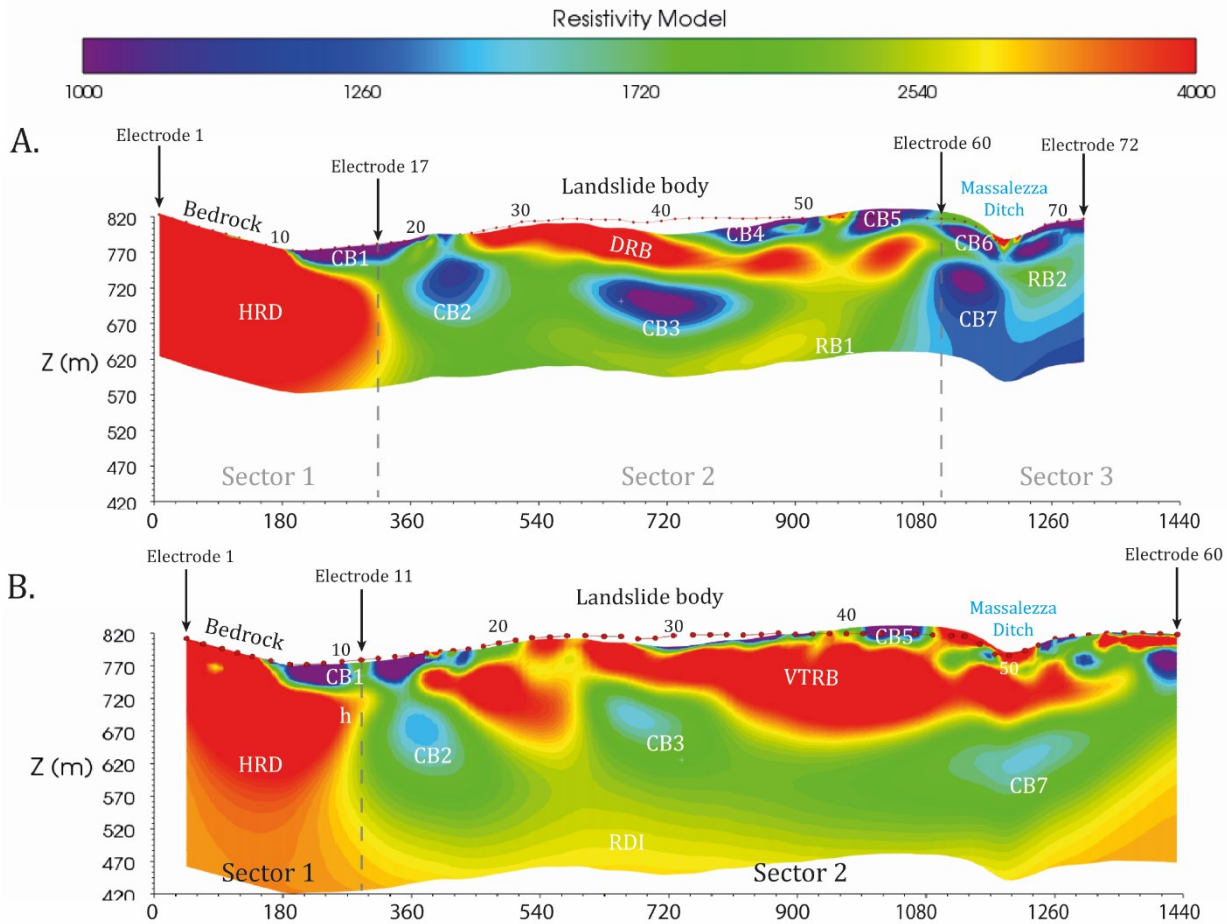 Resistivity Model
1000 1260 1720 2540 4000
A.
Electrode 1
Electrode 17
Electrode 60
Electrode 72
Landslide body
Massalezza
Ditch
Bedrock
10 20 30 40 50 70
820
770
720
670
620
570
520
470
420
Z (m)
CB1
HRD
CB2
DRB
CB3
CB4
CB5
CB6
RB2
CB7
RB1
Sector 1
Sector 2
Sector 3
0 180 360 540 720 900 1080 1260 1440
B.
Electrode 1
Electrode 11
Electrode 60
Landslide body
Massalezza
Ditch
Bedrock
10 20 30 40 50
820
770
720
670
620
570
520
470
420
Z (m)
CB1
h
HRD
CB2
CB3
VTRB
CB5
CB7
RDI
Sector 1
Sector 2
0 180 360 540 720 900 1080 1260 1440